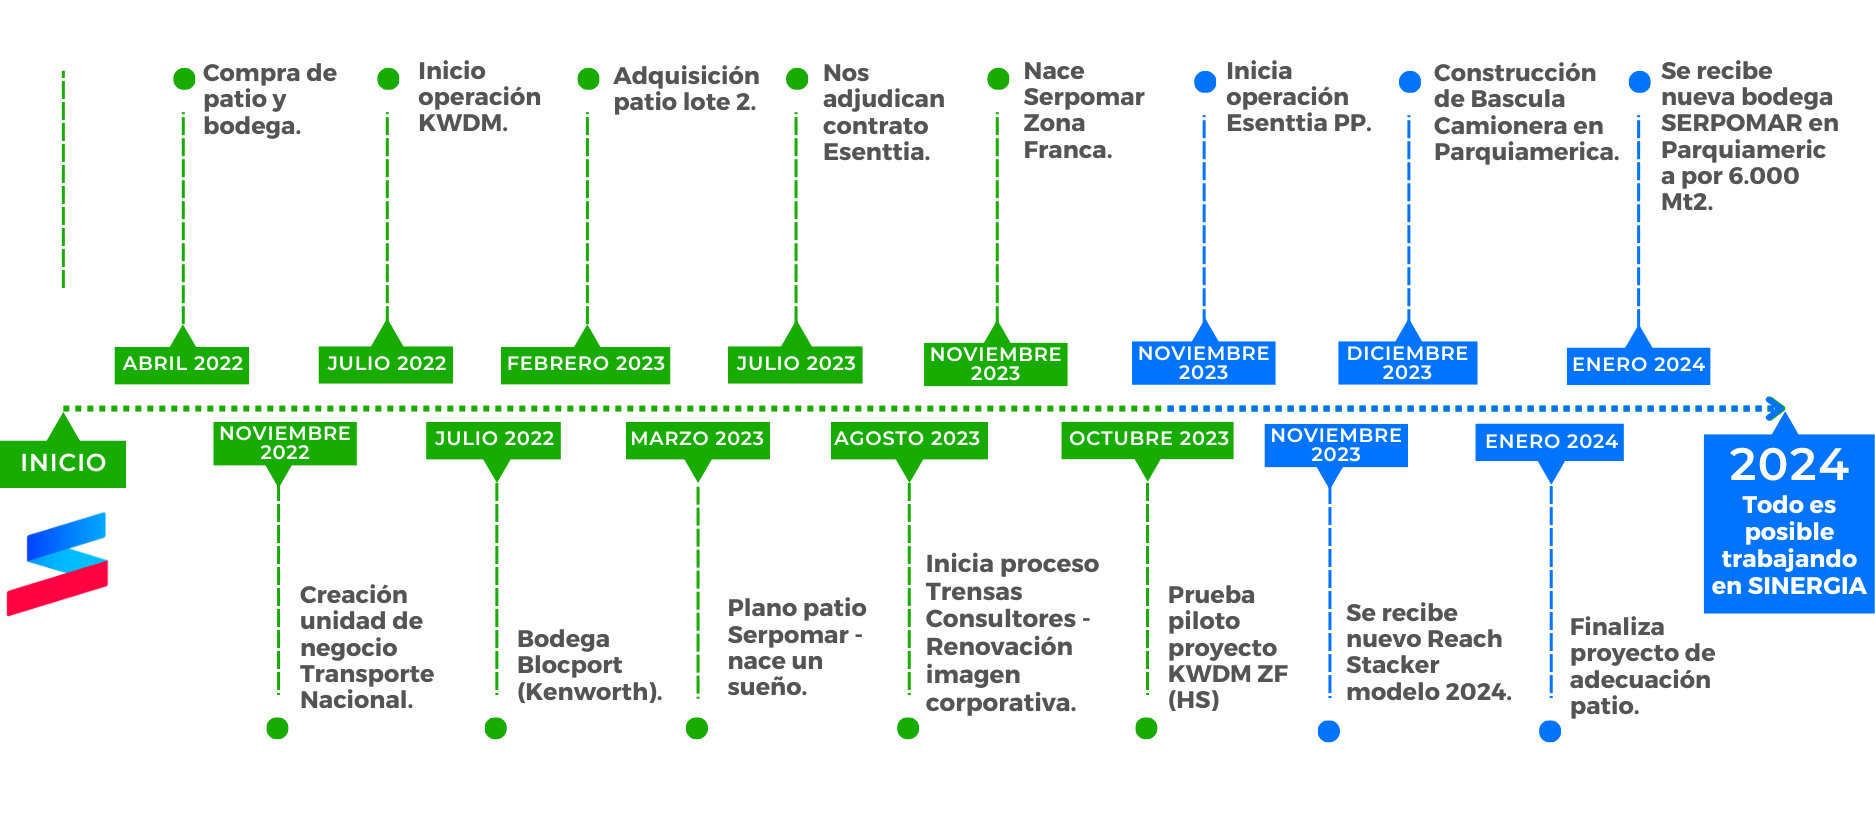 Compra de
patio y
bodega.
Inicio
operación
KWDM.
Adquisición
patio lote 2.
Nos
adjudican
contrato
Esenttia.
Nace
Serpomar
Zona
Franca.
Inicia
operación
Esenttia PP.
Construcción
de Bascula
Camionera en
Parquiamerica.
Se recibe
nueva bodega
SERPOMAR en
Parquiameric
a por 6.000
Mt2.
ABRIL 2022
JULIO 2022
FEBRERO 2023
JULIO 2023
NOVIEMBRE
2023
NOVIEMBRE
2023
DICIEMBRE
2023
ENERO 2024
INICIO
NOVIEMBRE
2022
JULIO 2022
MARZO 2023
AGOSTO 2023
OCTUBRE 2023
NOVIEMBRE
2023
ENERO 2024
2024
Todo es
posible
trabajando
en SINERGIA
Creación
unidad de
negocio
Transporte
Nacional.
Bodega
Blocport
(Kenworth).
Plano patio
Serpomar -
nace un
sueño.
Inicia proceso
Trensas
Consultores -
Renovación
imagen
corporativa.
Prueba
piloto
proyecto
KWDM ZF
(HS)
Se recibe
nuevo Reach
Stacker
modelo 2024.
Finaliza
proyecto de
adecuación
patio.